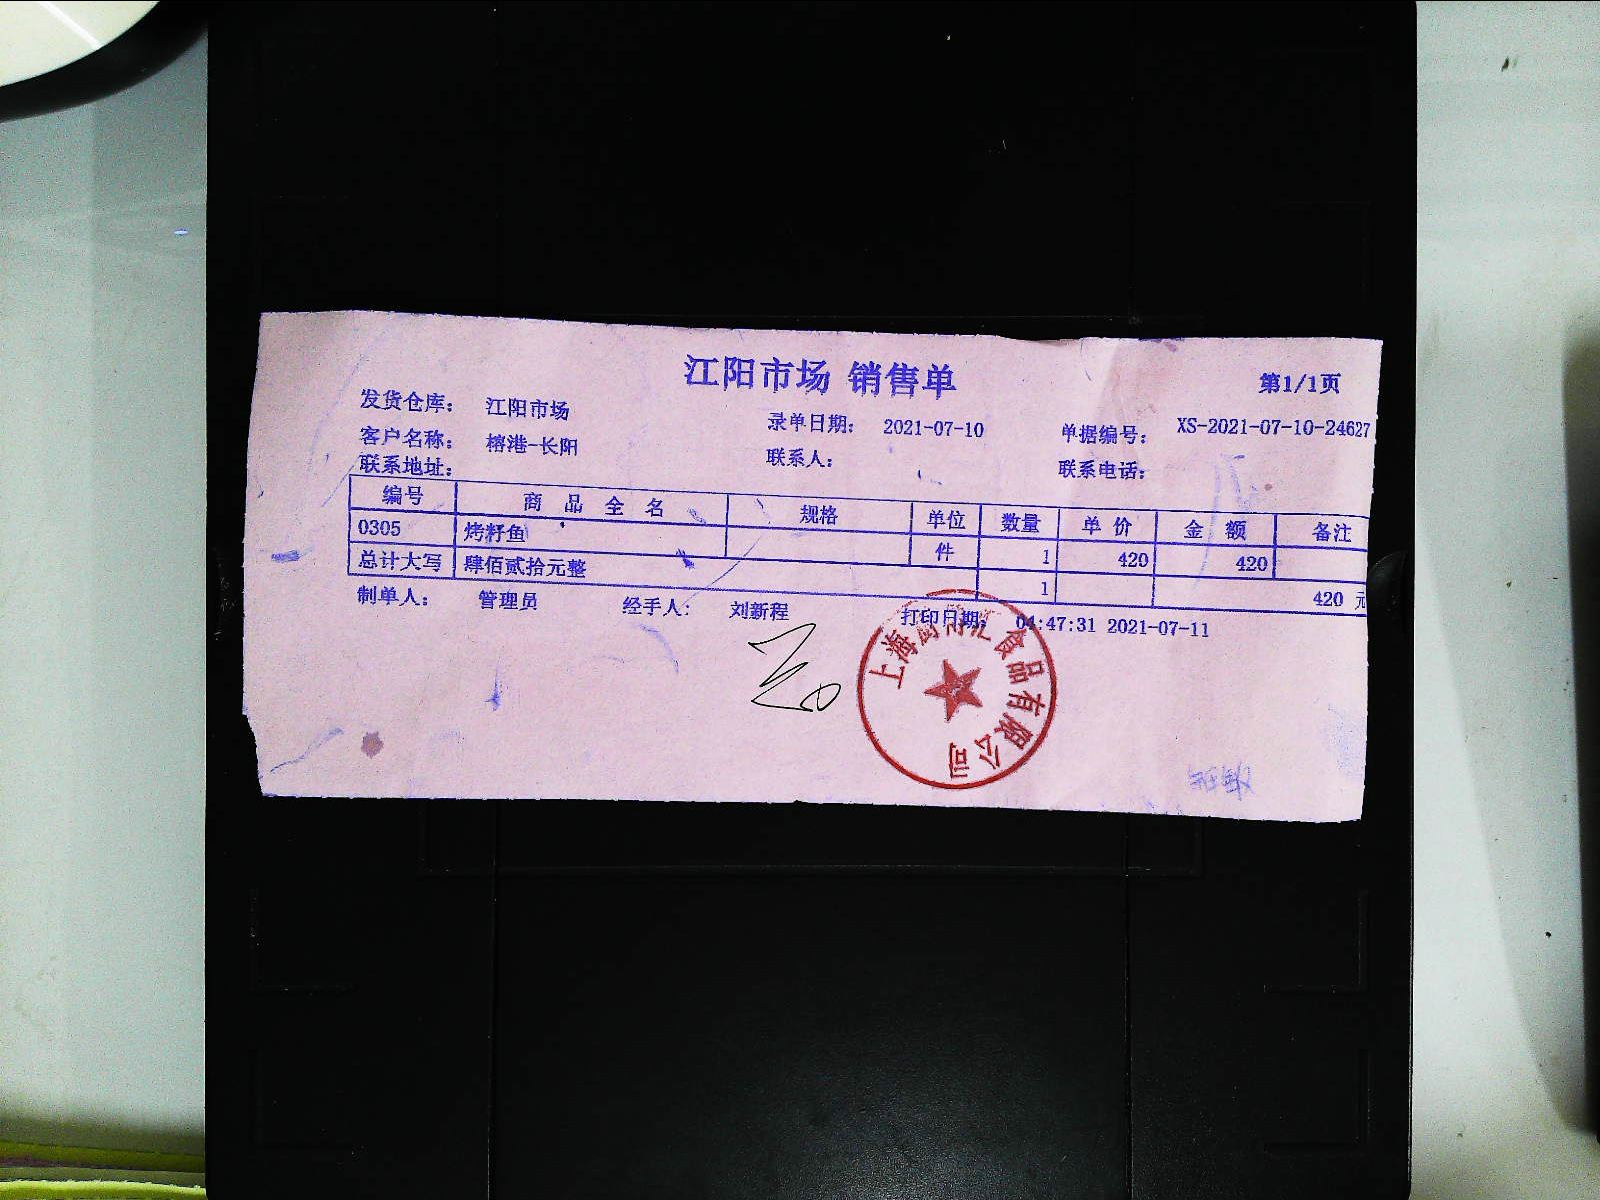 江阳市场 销售单
第1/1页
发货仓库: 江阳市场 录单日期: 2021-07-10 单据编号: XS-2021-07-10-24627
客户名称: 榕港-长阳 联系人: 联系电话:
联系地址:
编号 商品全名 规格 单位 数量 单价 金额 备注
0305 烤籽鱼 件 1 420 420
总计大写 肆佰贰拾元整 1 420 元
制单人: 管理员 经手人: 刘新程 打印日期: 04:47:31 2021-07-11
上海 食品有限公司